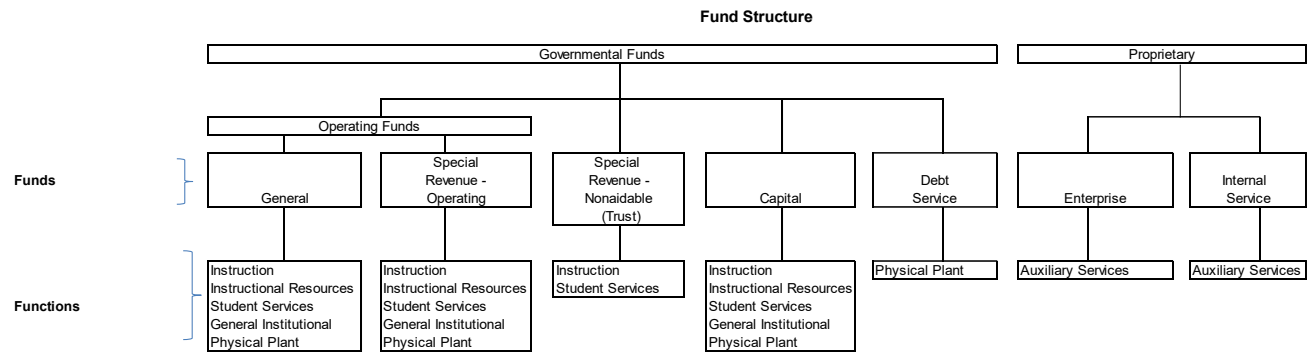 Fund Structure
Governmental Funds
Proprietary
Operating Funds
Funds
General
Special
Revenue -
Operating
Special
Revenue -
Nonaidable
(Trust)
Capital
Debt
Service
Enterprise
Internal
Service
Functions
Instruction
Instructional Resources
Student Services
General Institutional
Physical Plant
Instruction
Instructional Resources
Student Services
General Institutional
Physical Plant
Instruction
Student Services
Instruction
Instructional Resources
Student Services
General Institutional
Physical Plant
Physical Plant
Auxiliary Services
Auxiliary Services